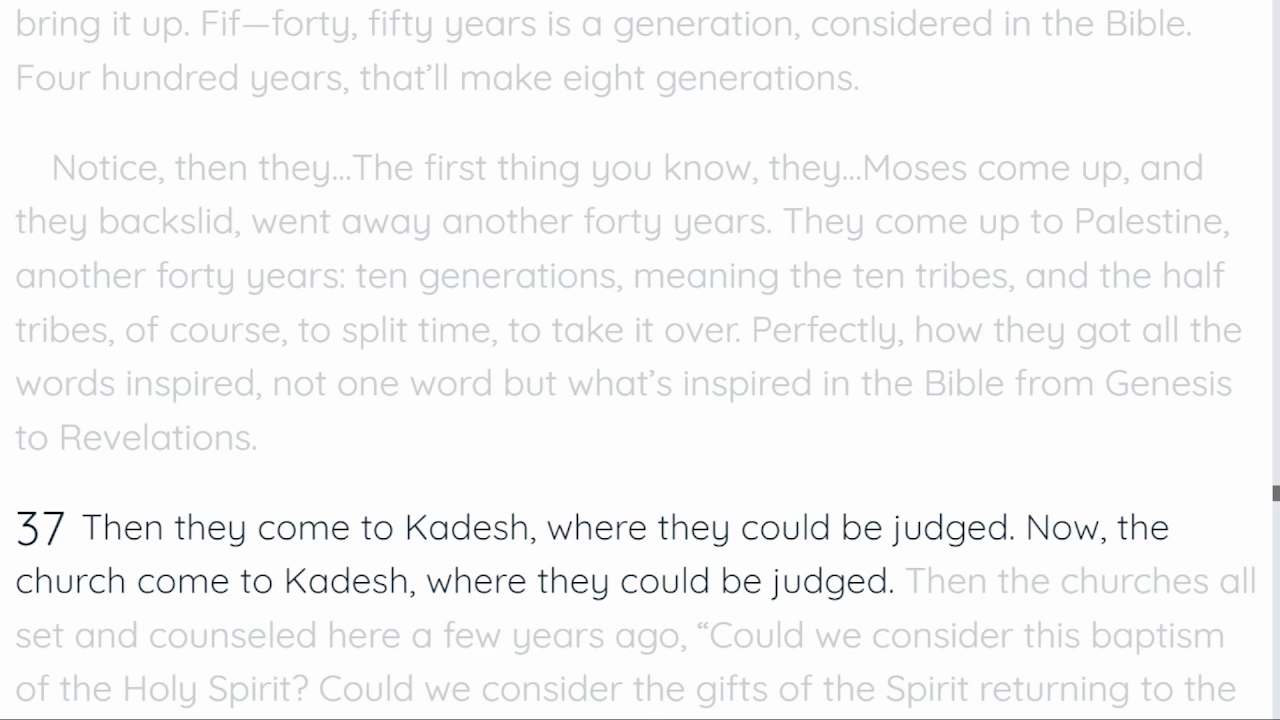 bring it up. Fif—forty, fifty years is a generation, considered in the Bible.
Four hundred years, that’ll make eight generations.
Notice, then they...The first thing you know, they...Moses come up, and
they backslid, went away another forty years. They come up to Palestine,
another forty years: ten generations, meaning the ten tribes, and the half
tribes, of course, to split time, to take it over. Perfectly, how they got all the
words inspired, not one word but what’s inspired in the Bible from Genesis
to Revelations.
37 Then they come to Kadesh, where they could be judged. Now, the
church come to Kadesh, where they could be judged. Then the churches all
set and counseled here a few years ago, “Could we consider this baptism
of the Holy Spirit? Could we consider the gifts of the Spirit returning to the